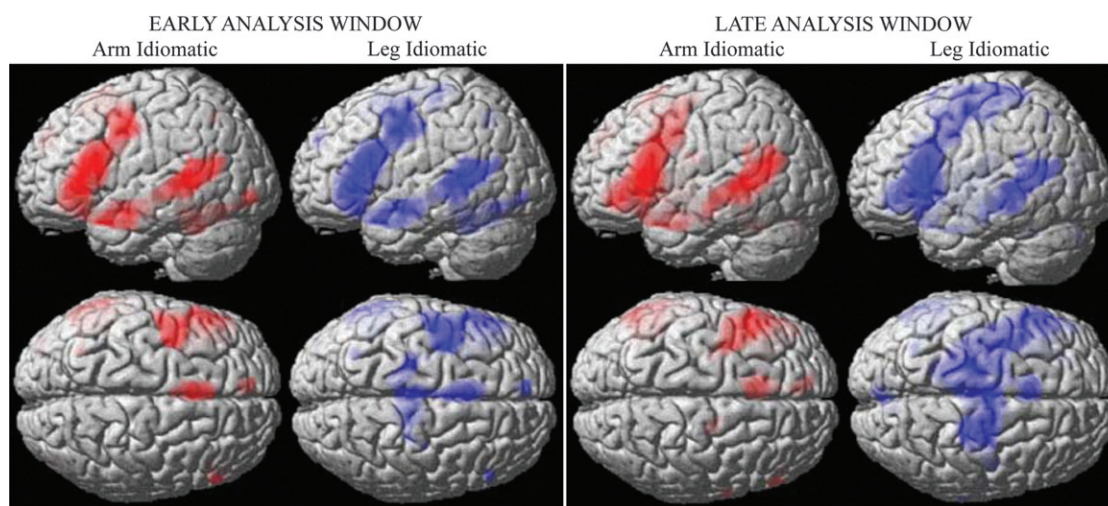 EARLY ANALYSIS WINDOW
Arm Idiomatic Leg Idiomatic
LATE ANALYSIS WINDOW
Arm Idiomatic Leg Idiomatic